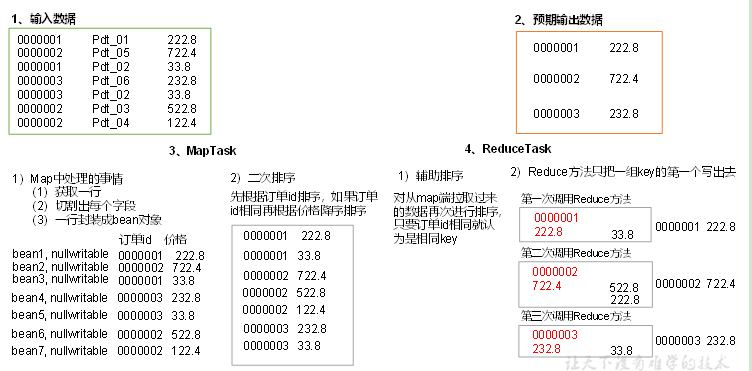 1、输入数据
0000001 Pdt_01 222.8
0000002 Pdt_05 722.4
0000001 Pdt_02 33.8
0000003 Pdt_06 232.8
0000003 Pdt_02 33.8
0000002 Pdt_03 522.8
0000002 Pdt_04 122.4
2、预期输出数据
0000001 222.8
0000002 722.4
0000003 232.8
3、MapTask
1）Map中处理的事情
（1）获取一行
（2）切割出每个字段
（3）一行封装成bean对象
订单id 价格
bean1, nullwritable 0000001 222.8
bean2, nullwritable 0000002 722.4
bean3, nullwritable 0000001 33.8
bean4, nullwritable 0000003 232.8
bean5, nullwritable 0000003 33.8
bean6, nullwritable 0000002 522.8
bean7, nullwritable 0000002 122.4
2）二次排序
先根据订单id排序，如果订单
id相同再根据价格降序排序
0000001 222.8
0000001 33.8
0000002 722.4
0000002 522.8
0000002 122.4
0000003 232.8
0000003 33.8
4、ReduceTask
1）辅助排序
对从map端拉取过来
的数据再次进行排序，
只要订单id相同就认
为是相同key
2）Reduce方法只把一组key的第一个写出去
第一次调用Reduce方法
0000001
222.8 33.8
0000001 222.8
第二次调用Reduce方法
0000002
722.4 522.8
222.8
0000002 722.4
第三次调用Reduce方法
0000003
232.8 33.8
0000003 232.8
让天下没有难学的技术